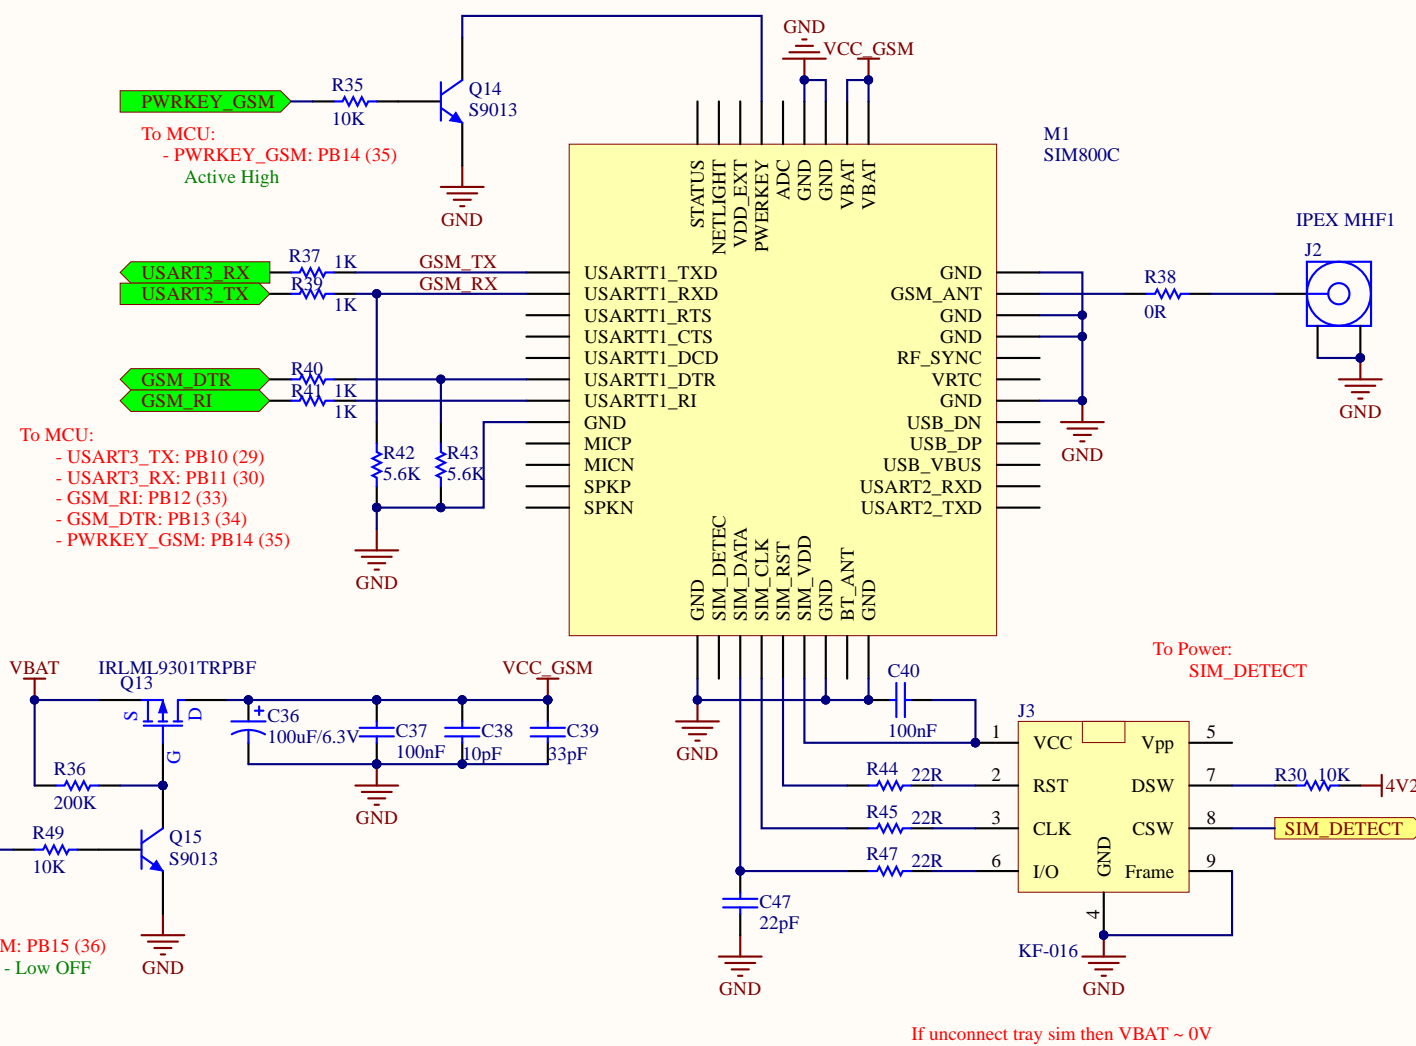 GND
VCC_GSM
R35
10K
Q14
S9013
PWRKEY_GSM
To MCU:
- PWRKEY_GSM: PB14 (35)
Active High
GND
M1
SIM800C
STATUS
NETLIGHT
VDD_EXT
PWERKEY
ADC
GND
GND
VBAT
VBAT
IPEX MHF1
J2
R37
1K
GSM_TX
USART3_RX
USART3_TX
R39
1K
GSM_RX
GSM_DTR
GSM_RI
R40
R41
1K
1K
USARTT1_TXD
USARTT1_RXD
USARTT1_RTS
USARTT1_CTS
USARTT1_DCD
USARTT1_DTR
USARTT1_RI
GND
MICP
MICN
SPKP
SPKN
GND
GSM_ANT
GND
GND
RF_SYNC
VRTC
GND
USB_DN
USB_DP
USB_VBUS
USART2_RXD
USART2_TXD
R38
0R
GND
GND
To MCU:
- USART3_TX: PB10 (29)
- USART3_RX: PB11 (30)
- GSM_RI: PB12 (33)
- GSM_DTR: PB13 (34)
- PWRKEY_GSM: PB14 (35)
R42
5.6K
R43
5.6K
GND
GND
SIM_DETEC
SIM_DATA
SIM_CLK
SIM_RST
SIM_VDD
GND
BT_ANT
GND
VBAT
IRLML9301TRPBF
Q13
S
D
G
VCC_GSM
C36
100uF/6.3V
C37
100nF
C38
10pF
C39
33pF
R36
200K
GND
R49
10K
Q15
S9013
GND
M: PB15 (36)
- Low OFF
GND
C40
100nF
To Power:
SIM_DETECT
J3
1
VCC
Vpp
5
R44
22R
2
RST
DSW
7
R30
10K
4V2
R45
22R
3
CLK
CSW
8
SIM_DETECT
R47
22R
6
I/O
GND
Frame
9
4
C47
22pF
GND
KF-016
GND
If unconnect tray sim then VBAT ~ 0V